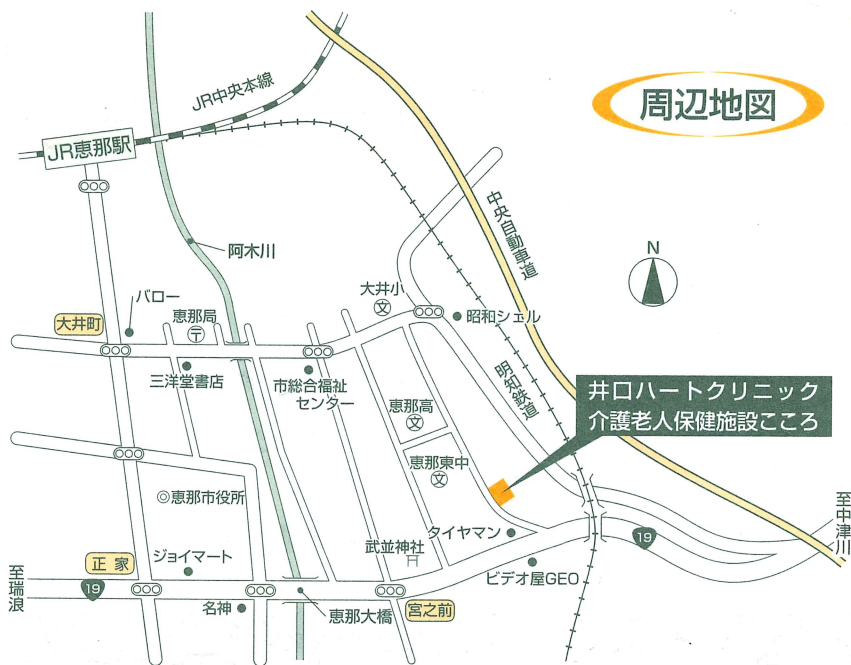 周辺地図
JR中央本線
JR恵那駅
中央自動車道
阿木川
N
バロー
大井町
恵那局
〒
大井小
文
昭和シェル
三洋堂書店
市総合福祉
センター
明知鉄道
井口ハートクリニック
介護老人保健施設こころ
恵那高
文
恵那東中
文
恵那市役所
至中津川
タイヤマン
19
武並神社
正家
ジョイマート
ビデオ屋GEO
至瑞浪
19
名神
恵那大橋
宮之前